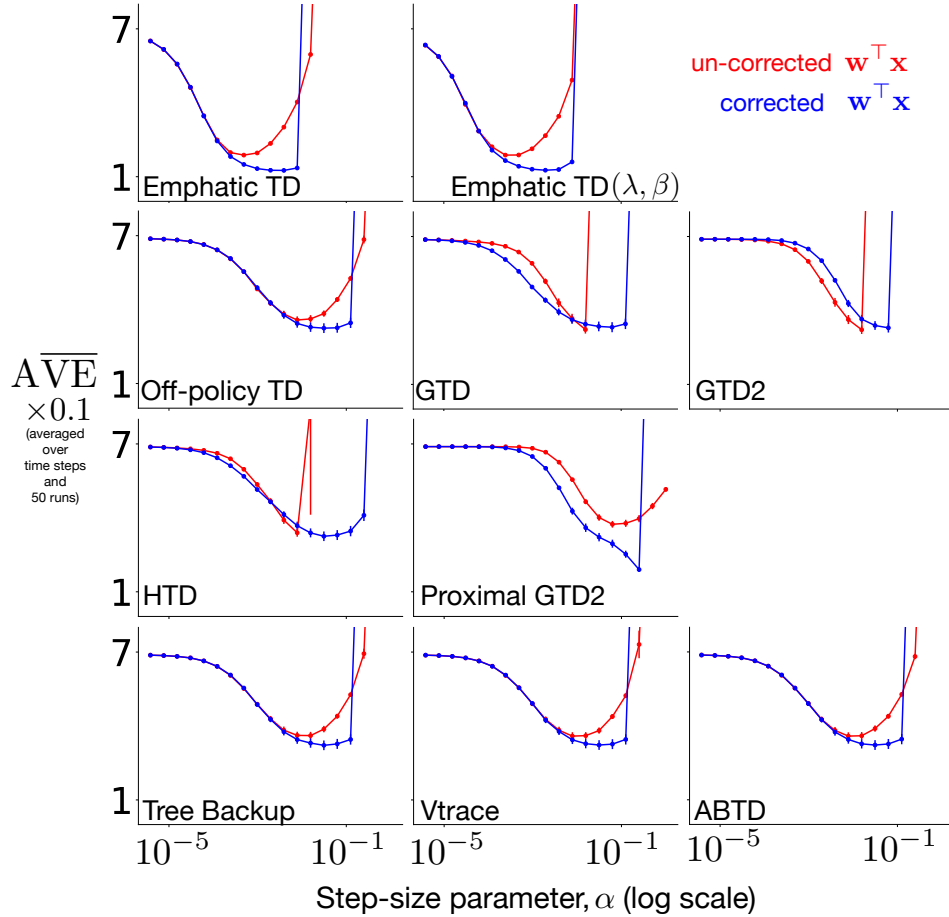 7
un-corrected w⊤x
corrected w⊤x
1
Emphatic TD
Emphatic TD(λ, β)
7
AVE
×0.1
(averaged
over
time steps
and
50 runs)
1
Off-policy TD
GTD
GTD2
7
1
HTD
Proximal GTD2
7
1
Tree Backup
Vtrace
ABTD
10⁻⁵
10⁻¹
10⁻⁵
10⁻¹
10⁻⁵
10⁻¹
Step-size parameter, α (log scale)